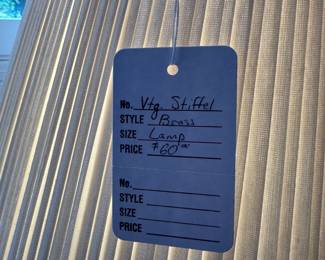 No. Vtg. Stiffel
STYLE Brass
SIZE Lamp
PRICE $60.00
No.
STYLE
SIZE
PRICE